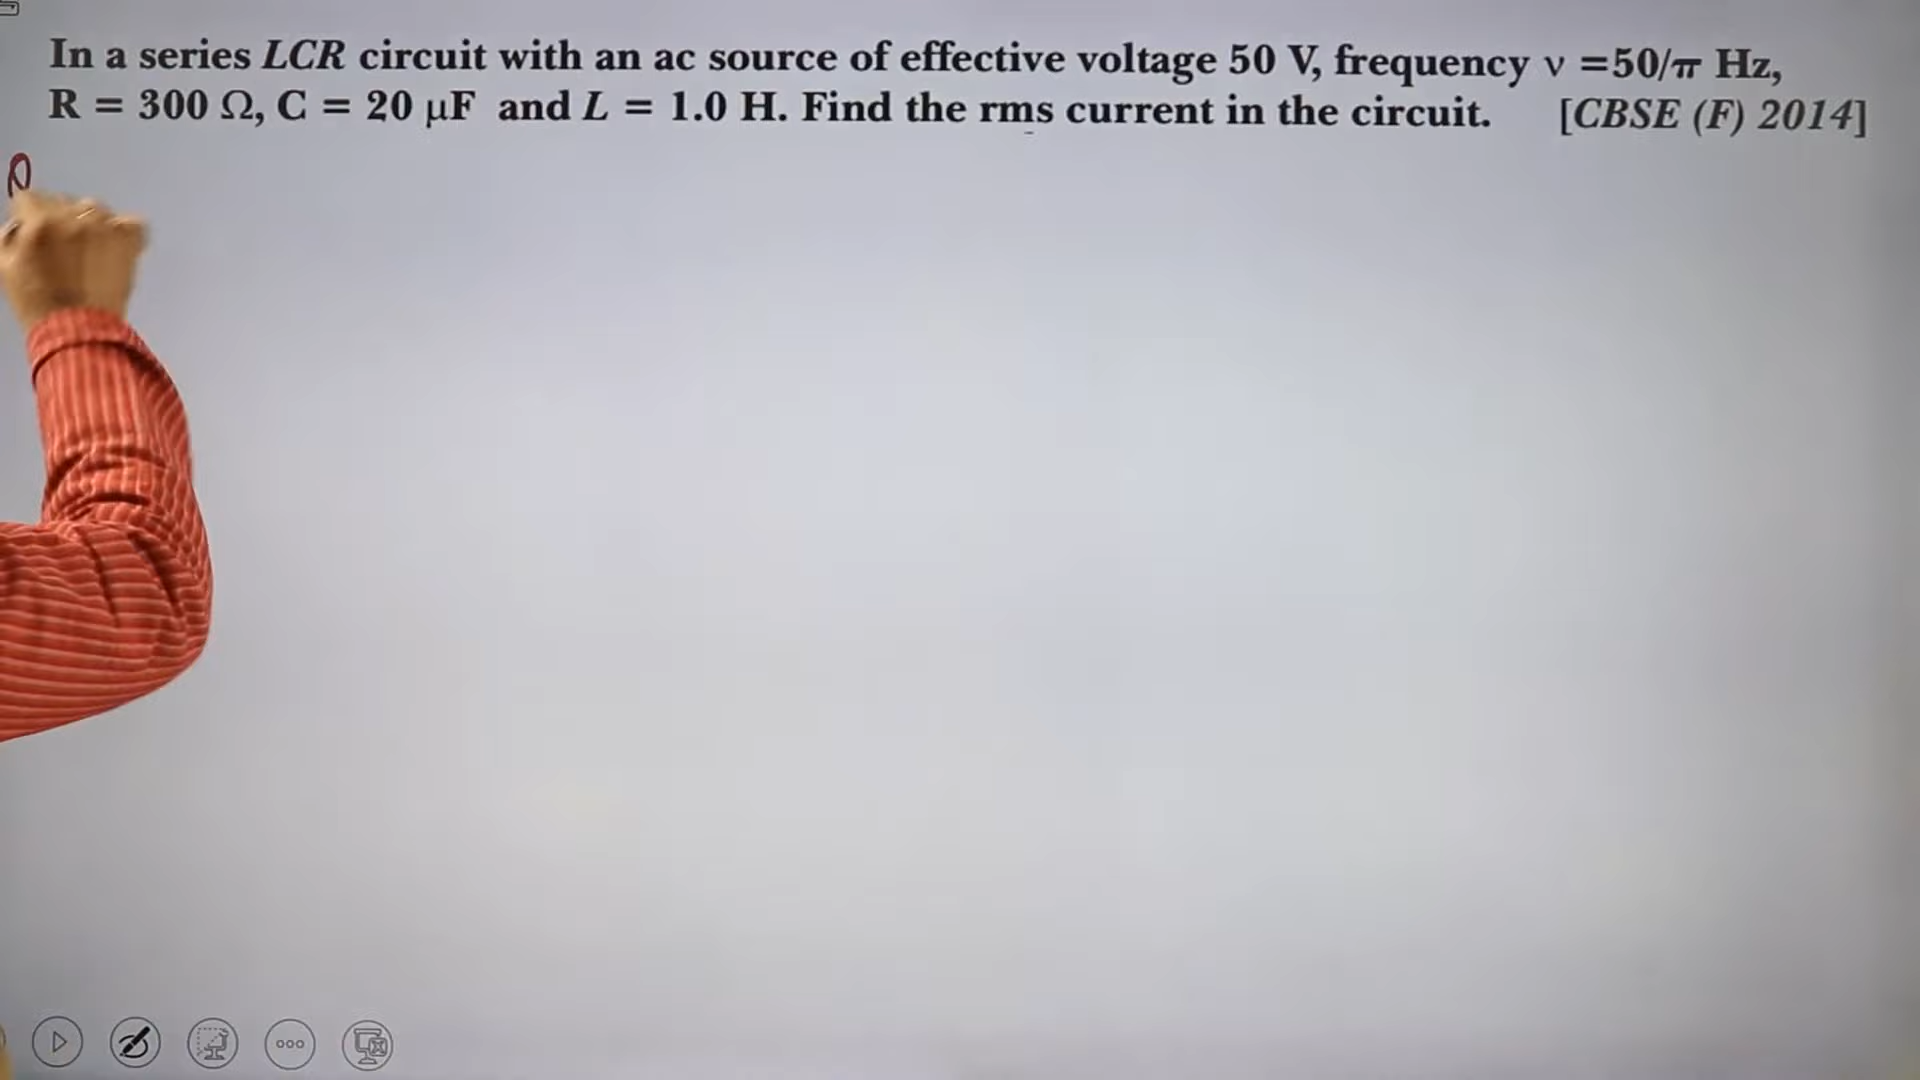 In a series LCR circuit with an ac source of effective voltage 50 V, frequency ν =50/π Hz,
R = 300 Ω, C = 20 μF and L = 1.0 H. Find the rms current in the circuit. [CBSE (F) 2014]